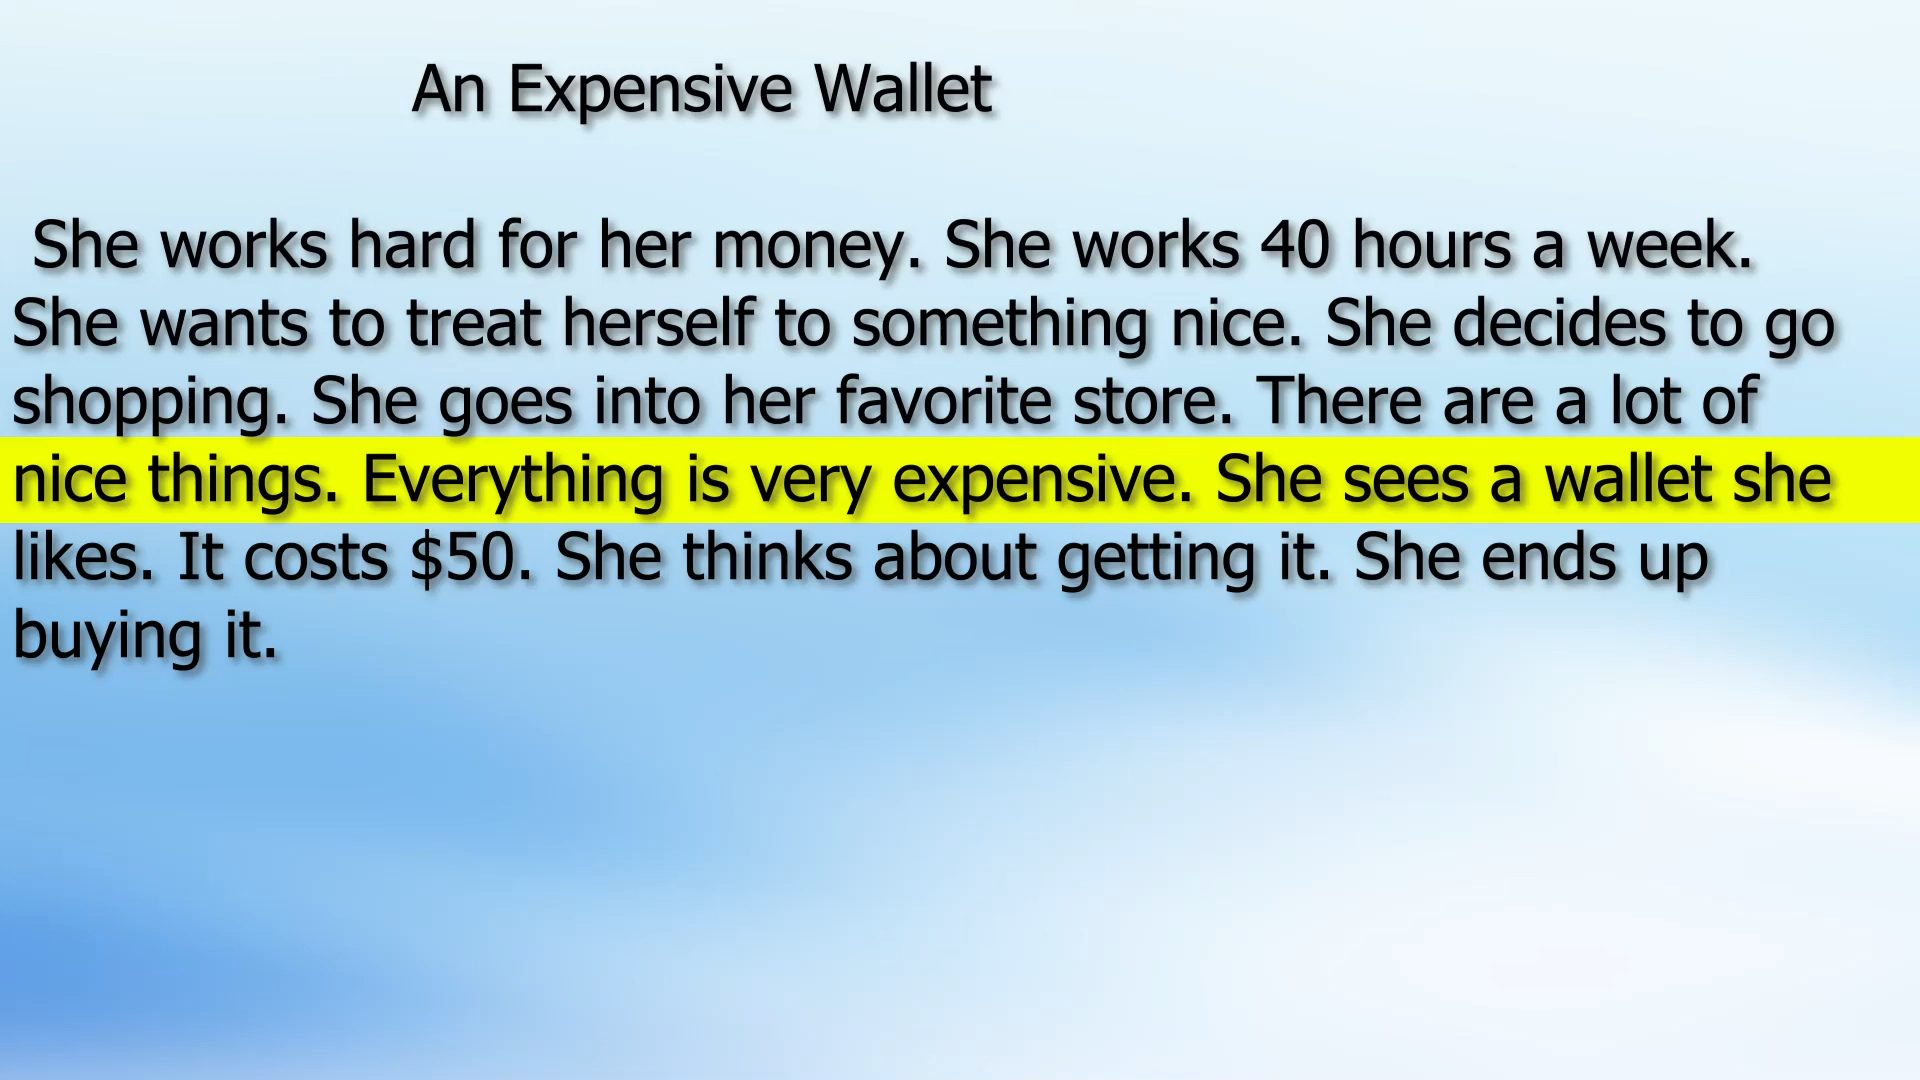 An Expensive Wallet
She works hard for her money. She works 40 hours a week.
She wants to treat herself to something nice. She decides to go
shopping. She goes into her favorite store. There are a lot of
nice things. Everything is very expensive. She sees a wallet she
likes. It costs $50. She thinks about getting it. She ends up
buying it.